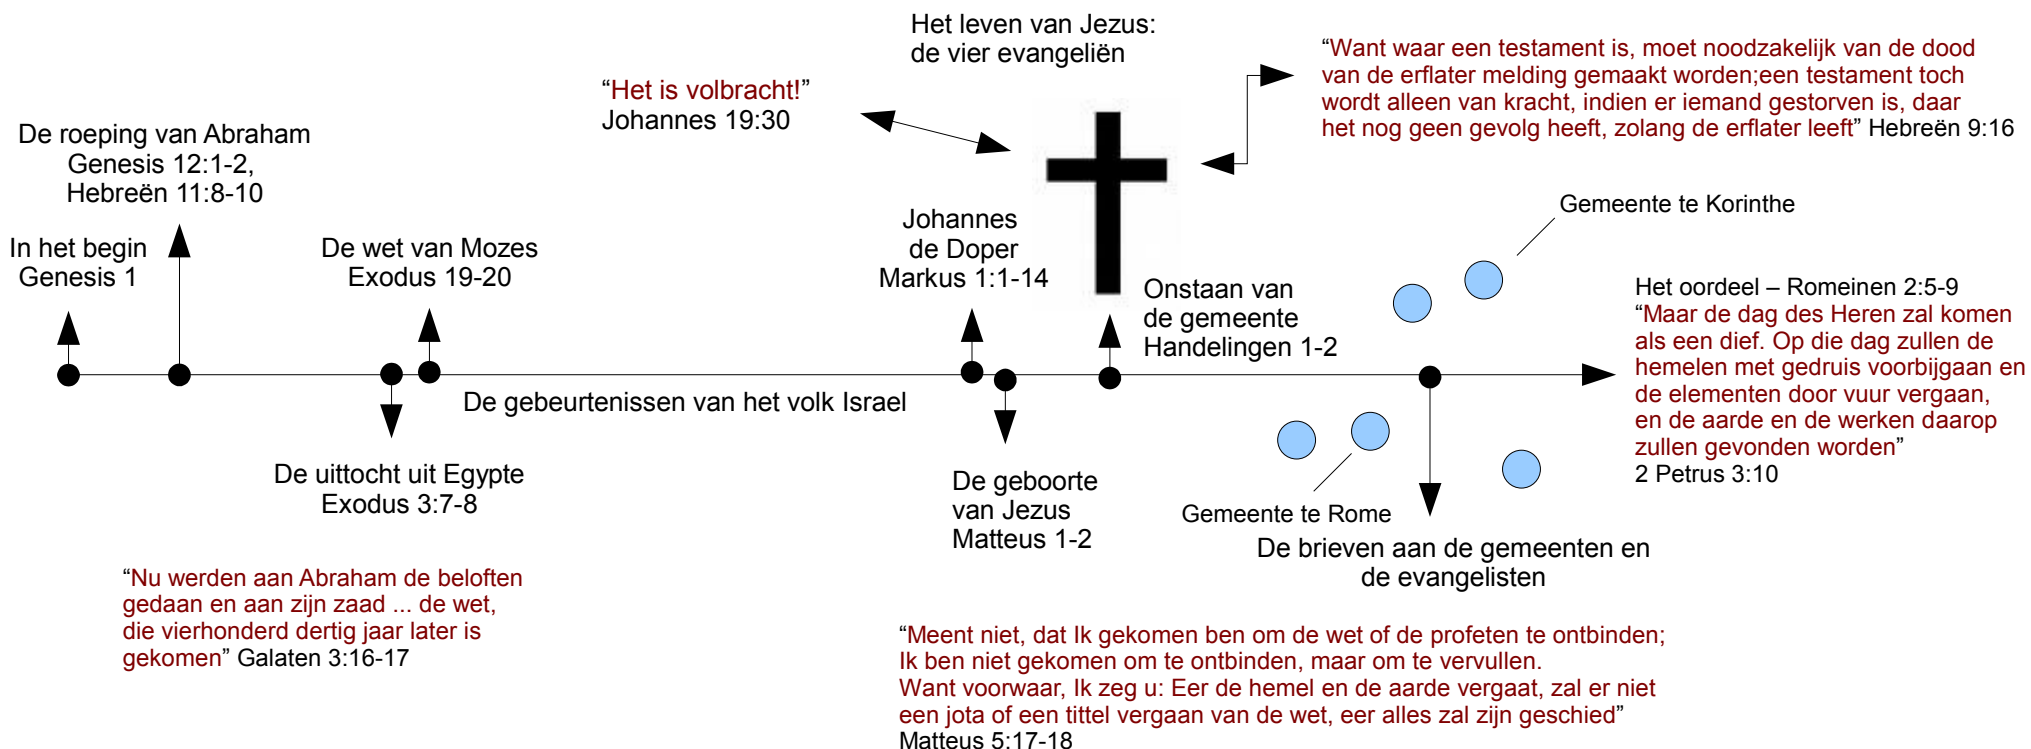 Het leven van Jezus:
de vier evangeliën
“Want waar een testament is, moet noodzakelijk van de dood
van de erflater melding gemaakt worden;een testament toch
wordt alleen van kracht, indien er iemand gestorven is, daar
het nog geen gevolg heeft, zolang de erflater leeft” Hebreën 9:16
“Het is volbracht!”
Johannes 19:30
De roeping van Abraham
Genesis 12:1-2,
Hebreën 11:8-10
In het begin
Genesis 1
De wet van Mozes
Exodus 19-20
Johannes
de Doper
Markus 1:1-14
Gemeente te Korinthe
Onstaan van
de gemeente
Handelingen 1-2
Het oordeel – Romeinen 2:5-9
“Maar de dag des Heren zal komen
als een dief. Op die dag zullen de
hemelen met gedruis voorbijgaan en
de elementen door vuur vergaan,
en de aarde en de werken daarop
zullen gevonden worden”
2 Petrus 3:10
De gebeurtenissen van het volk Israel
De uittocht uit Egypte
Exodus 3:7-8
De geboorte
van Jezus
Matteus 1-2
Gemeente te Rome
De brieven aan de gemeenten en
de evangelisten
“Nu werden aan Abraham de beloften
gedaan en aan zijn zaad ... de wet,
die vierhonderd dertig jaar later is
gekomen” Galaten 3:16-17
“Meent niet, dat Ik gekomen ben om de wet of de profeten te ontbinden;
Ik ben niet gekomen om te ontbinden, maar om te vervullen.
Want voorwaar, Ik zeg u: Eer de hemel en de aarde vergaat, zal er niet
een jota of een tittel vergaan van de wet, eer alles zal zijn geschied”
Matteus 5:17-18